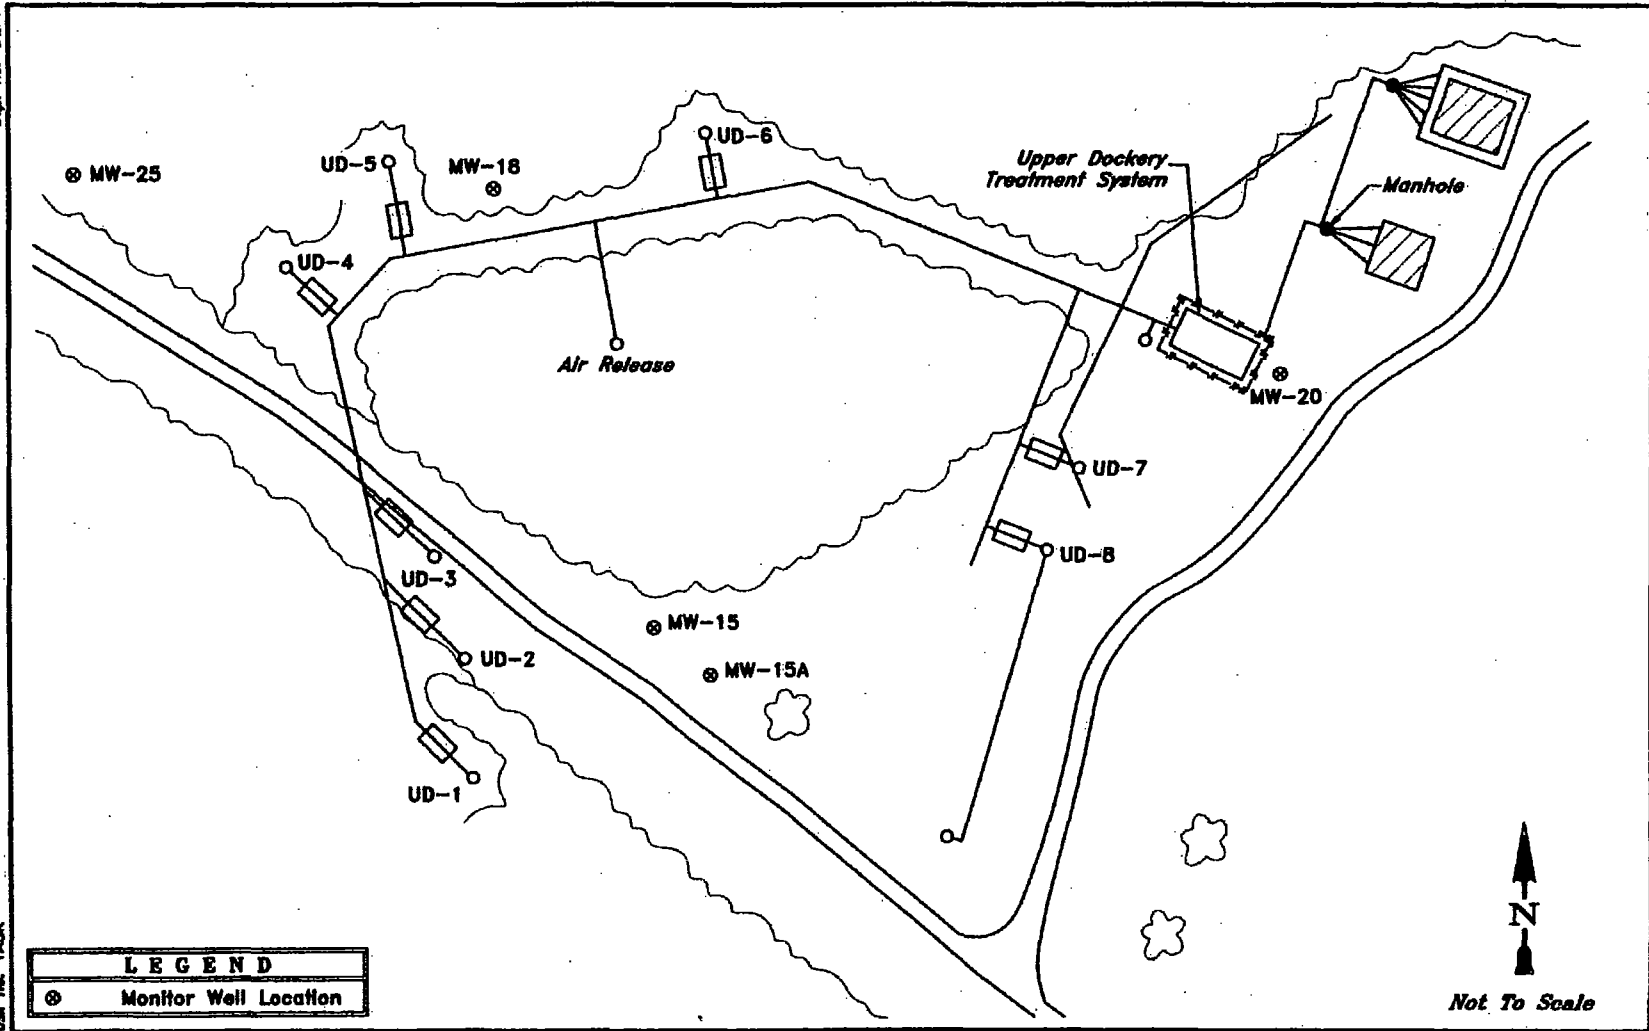 UD-6
UD-5
MW-18
MW-25
Upper Dockery
Treatment System
Manhole
UD-4
Air Release
MW-20
UD-7
UD-8
UD-3
MW-15
UD-2
MW-15A
UD-1
LEGEND
Monitor Well Location
N
Not To Scale